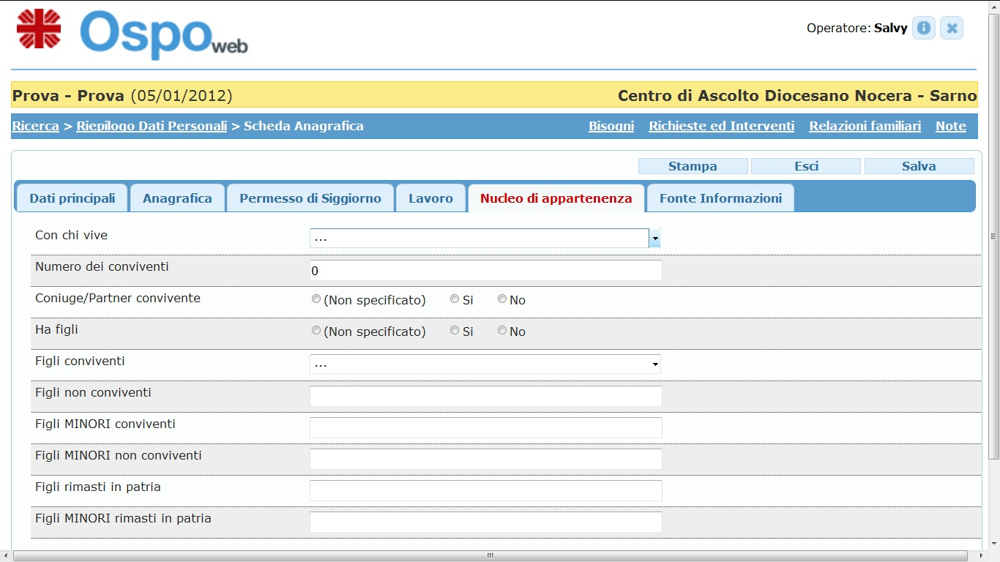 Ospo web
Operatore: Salvy
Prova - Prova (05/01/2012) Centro di Ascolto Diocesano Nocera - Sarno
Ricerca > Riepilogo Dati Personali > Scheda Anagrafica Bisogni Richieste ed Interventi Relazioni familiari Note
Stampa Esci Salva
Dati principali Anagrafica Permesso di Siggiorno Lavoro Nucleo di appartenenza Fonte Informazioni
Con chi vive ...
Numero dei conviventi 0
Coniuge/Partner convivente (Non specificato) Si No
Ha figli (Non specificato) Si No
Figli conviventi ...
Figli non conviventi
Figli MINORI conviventi
Figli MINORI non conviventi
Figli rimasti in patria
Figli MINORI rimasti in patria